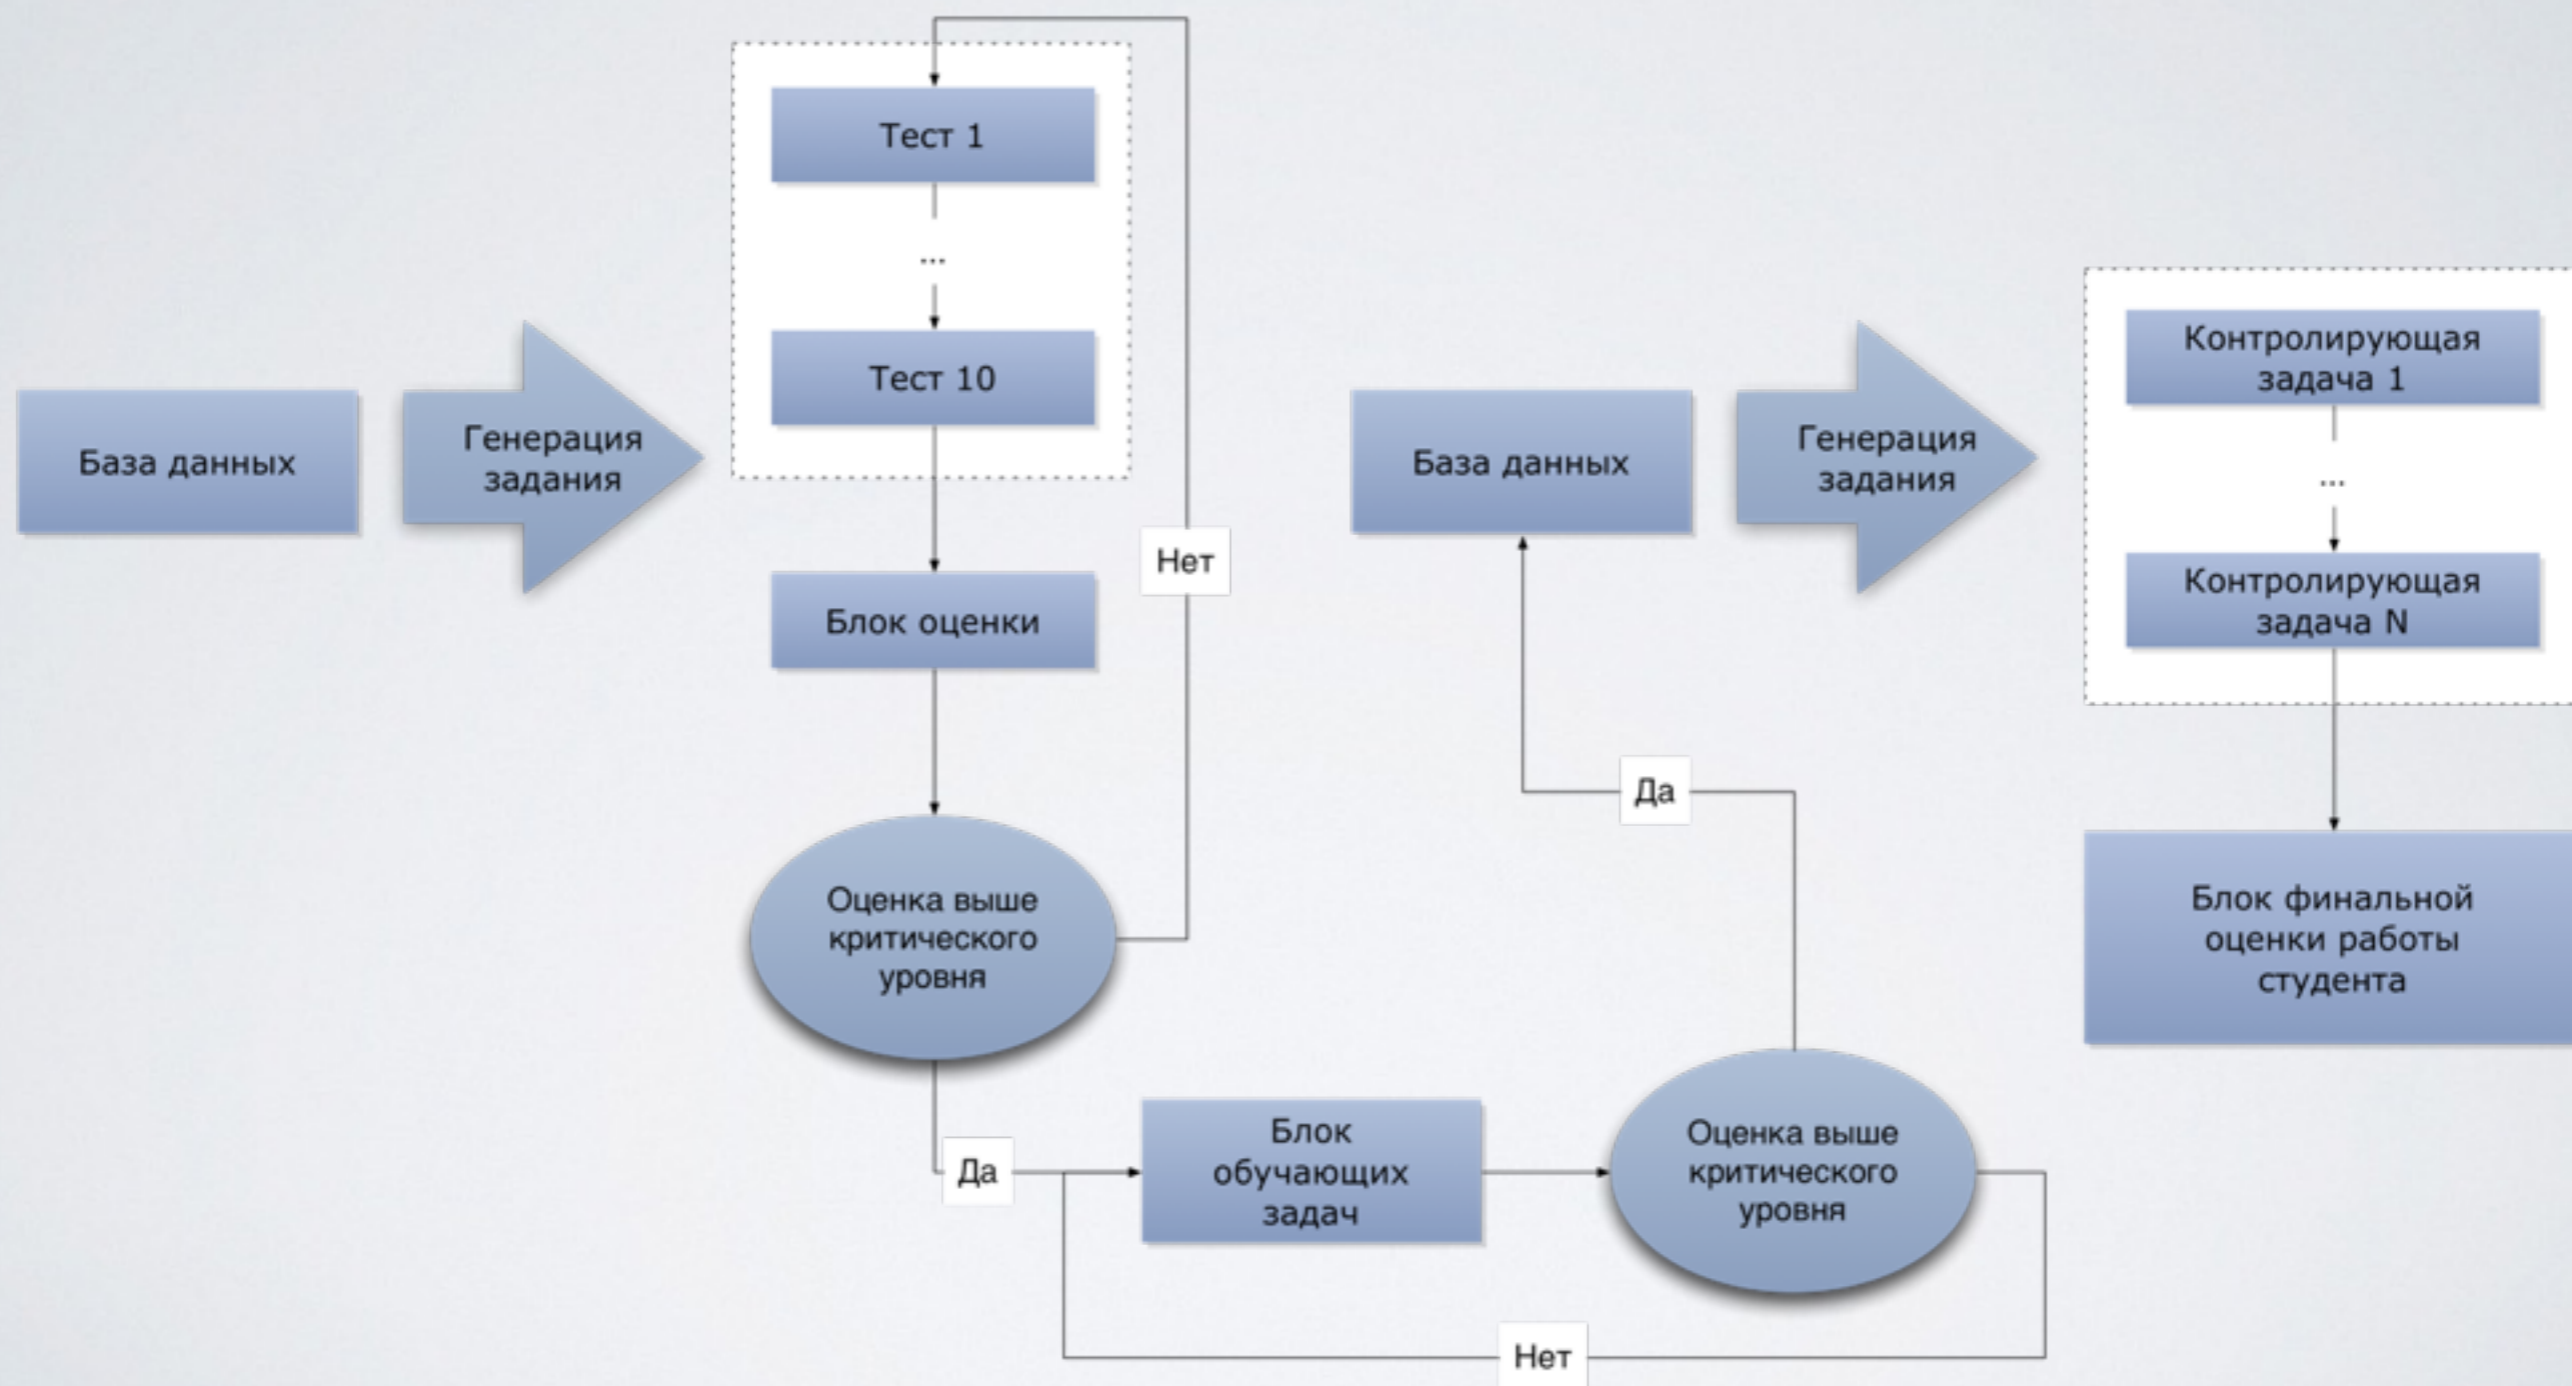 База данных
Генерация
задания
Тест 1
...
Тест 10
Блок оценки
Оценка выше
критического
уровня
Нет
Да
Блок
обучающих
задач
Оценка выше
критического
уровня
Нет
Да
База данных
Генерация
задания
Контролирующая
задача 1
...
Контролирующая
задача N
Блок финальной
оценки работы
студента